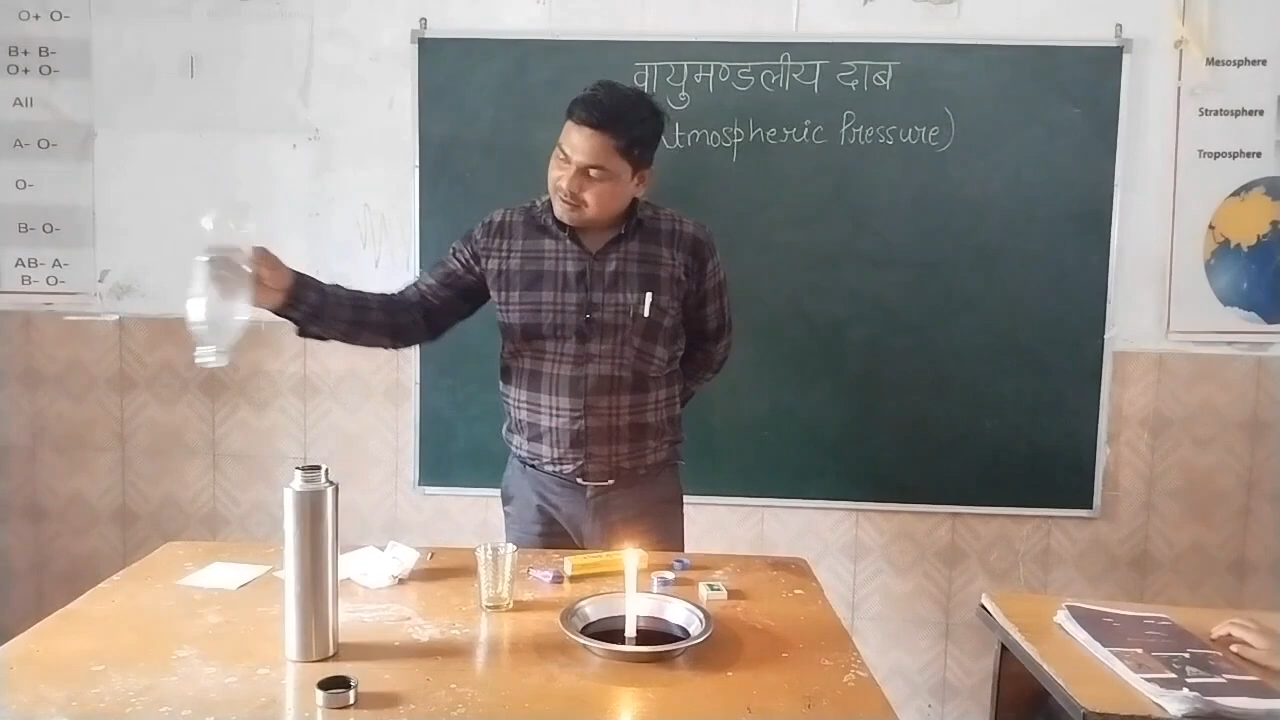 O+ O-
B+ B-
O+ O-
All
A- O-
O-
B- O-
AB- A-
B- O-
वायुमण्डलीय दाब
tmospheric Pressure)
Mesosphere
Stratosphere
Troposphere